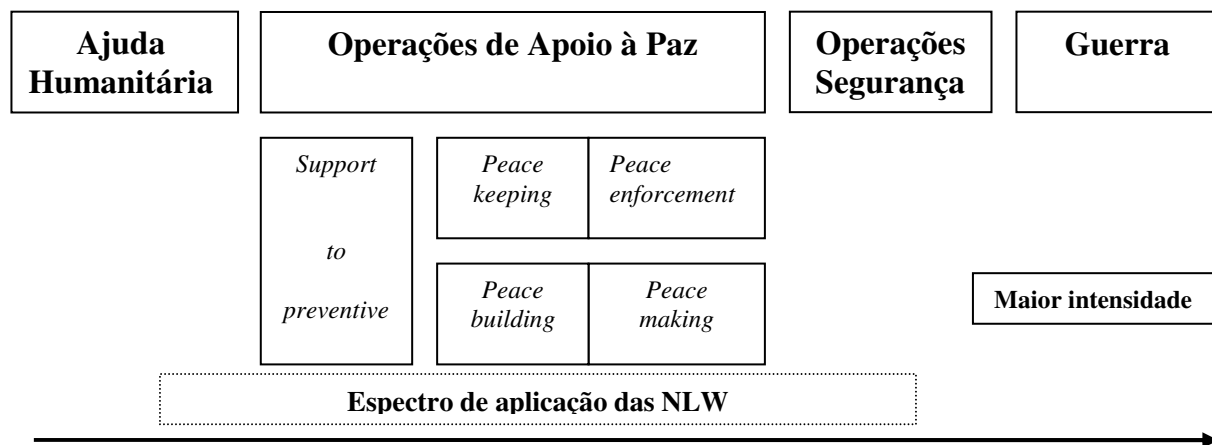 Ajuda
Humanitária
Operações de Apoio à Paz
Operações
Segurança
Guerra
Support
to
preventive
Peace
keeping
Peace
enforcement
Peace
building
Peace
making
Maior intensidade
Espectro de aplicação das NLW